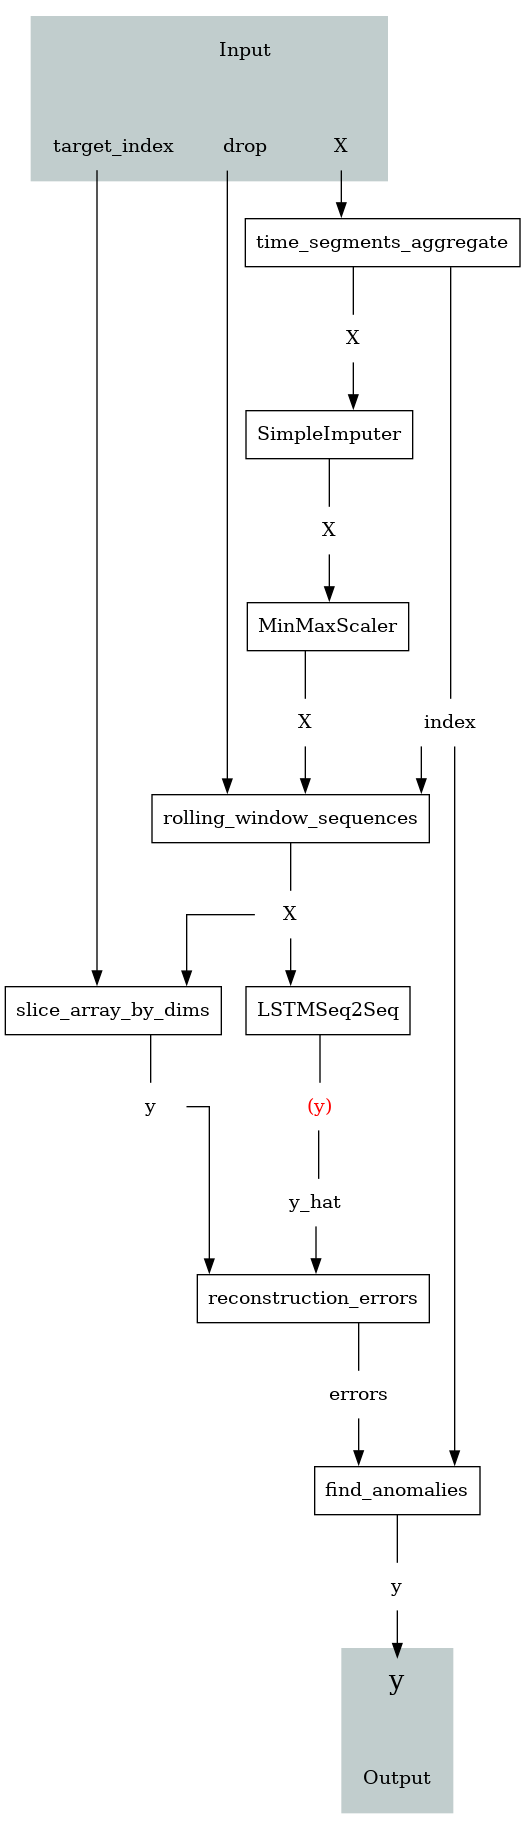 Input
target_index
drop
X
time_segments_aggregate
X
SimpleImputer
X
MinMaxScaler
X
index
rolling_window_sequences
X
slice_array_by_dims
LSTMSeq2Seq
y
(y)
y_hat
reconstruction_errors
errors
find_anomalies
y
y
Output